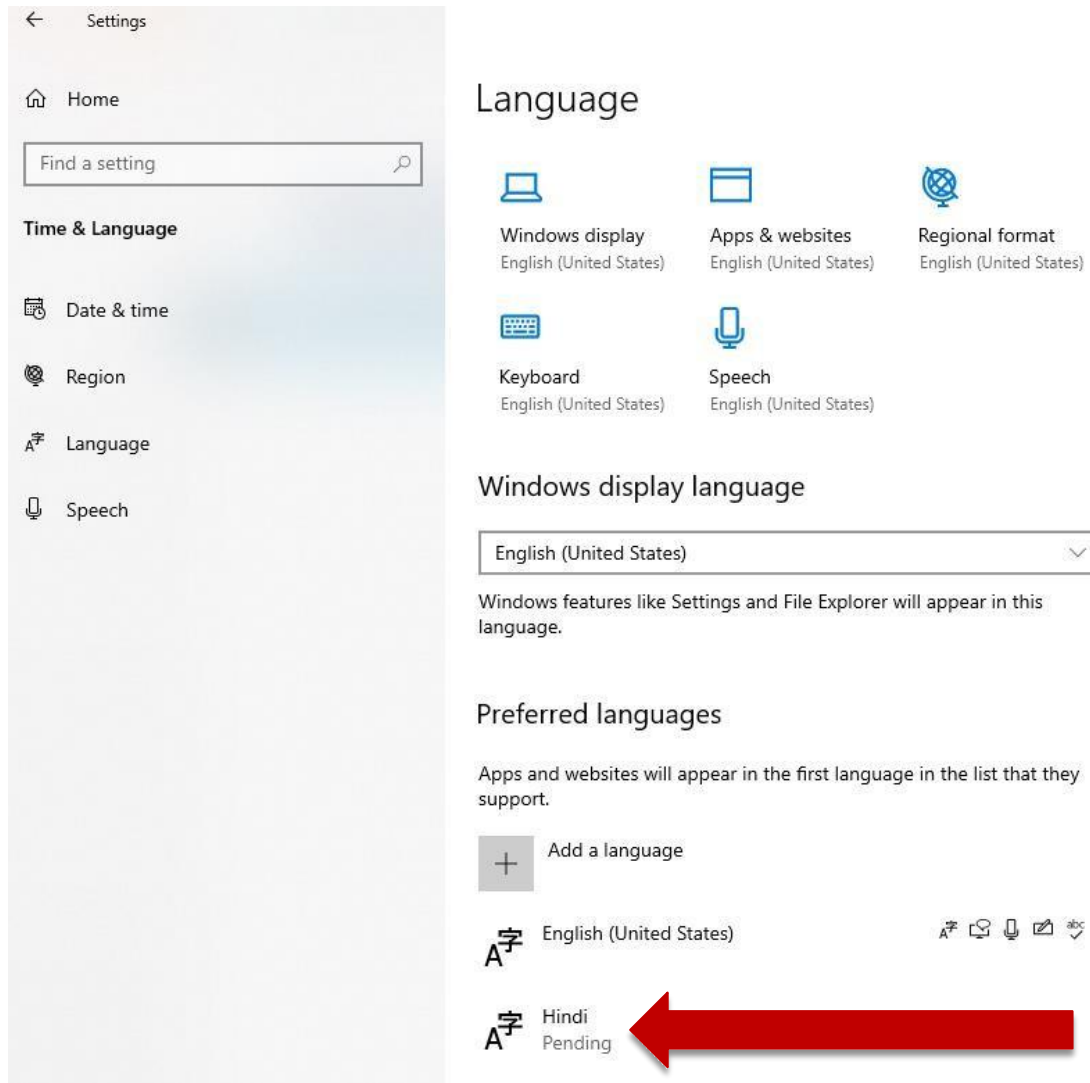 Settings
Home
Find a setting
Time & Language
Date & time
Region
Language
Speech
Language
Windows display
English (United States)
Apps & websites
English (United States)
Regional format
English (United States)
Keyboard
English (United States)
Speech
English (United States)
Windows display language
English (United States)
Windows features like Settings and File Explorer will appear in this
language.
Preferred languages
Apps and websites will appear in the first language in the list that they
support.
Add a language
English (United States)
Hindi
Pending